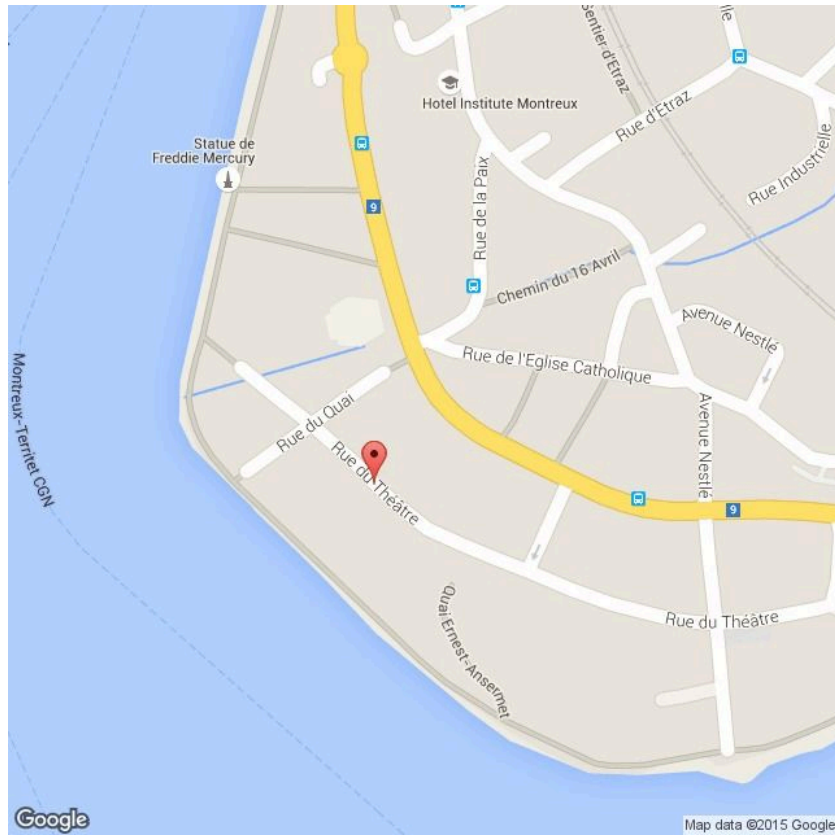 Sentier d'Etraz
Hotel Institute Montreux
Rue d'Etraz
Rue Industrielle
Statue de
Freddie Mercury
Rue de la Paix
9
Chemin du 16 Avril
Avenue Nestlé
Montreux-Territet CGN
Rue de l'Eglise Catholique
Rue du Quai
Avenue Nestlé
Rue du Théâtre
9
Quai Ernest-Ansermet
Rue du Théâtre
Google
Map data ©2015 Google